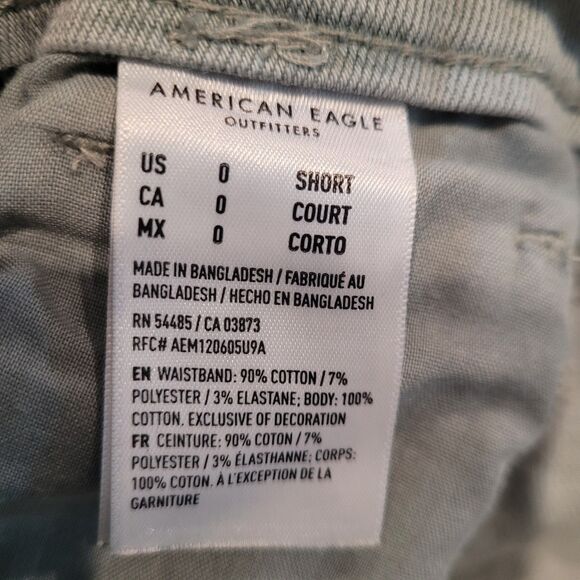 AMERICAN EAGLE
OUTFITTERS
US 0 SHORT
CA 0 COURT
MX 0 CORTO
MADE IN BANGLADESH / FABRIQUÉ AU
BANGLADESH / HECHO EN BANGLADESH
RN 54485 / CA 03873
RFC# AEM120605U9A
EN WAISTBAND: 90% COTTON / 7%
POLYESTER / 3% ELASTANE; BODY: 100%
COTTON. EXCLUSIVE OF DECORATION
FR CEINTURE: 90% COTON / 7%
POLYESTER / 3% ÉLASTHANNE; CORPS:
100% COTON. À L'EXCEPTION DE LA
GARNITURE